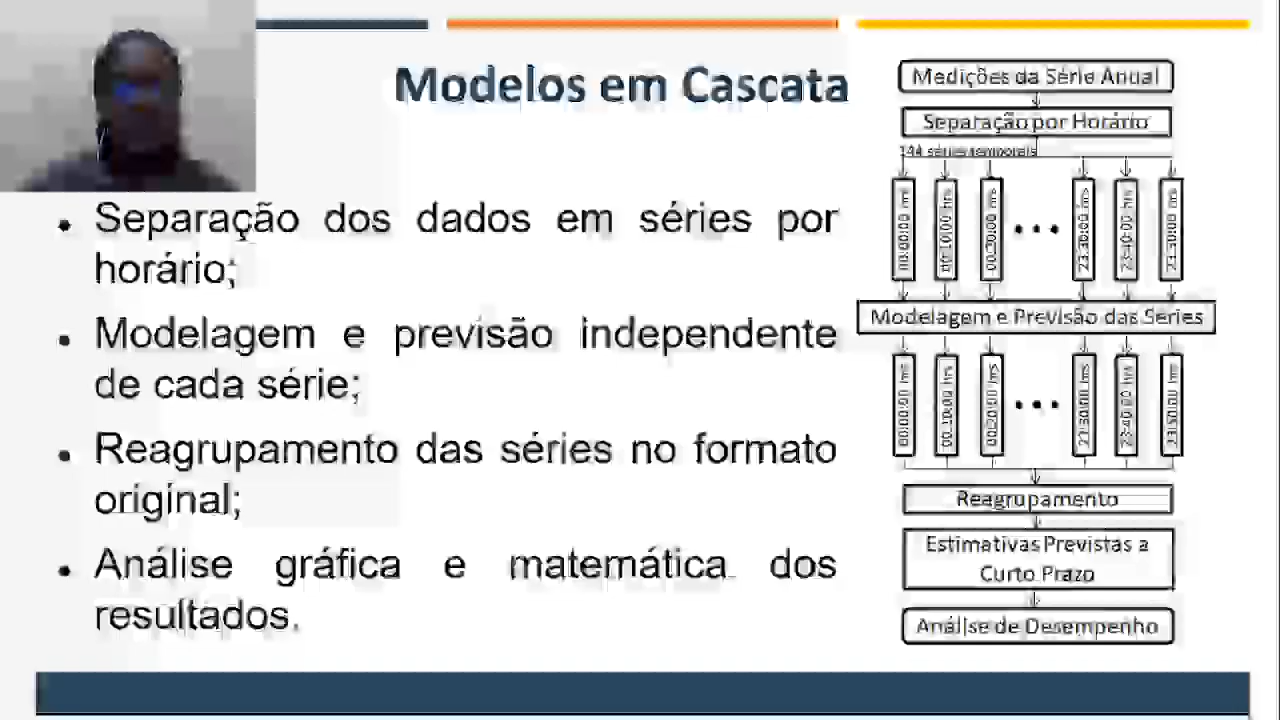 Modelos em Cascata
Separação dos dados em séries por
horário;
Modelagem e previsão independente
de cada série;
Reagrupamento das séries no formato
original;
Análise gráfica e matemática dos
resultados.
Medições da Série Anual
Separação por Horário
144 séries temporais
00:00:00 hrs
00:10:00 hrs
00:20:00 hrs
...
23:30:00 hrs
23:40:00 hrs
23:50:00 hrs
Modelagem e Previsão das Séries
00:00:00 hrs
00:10:00 hrs
00:20:00 hrs
...
23:30:00 hrs
23:40:00 hrs
23:50:00 hrs
Reagrupamento
Estimativas Previstas a
Curto Prazo
Análise de Desempenho